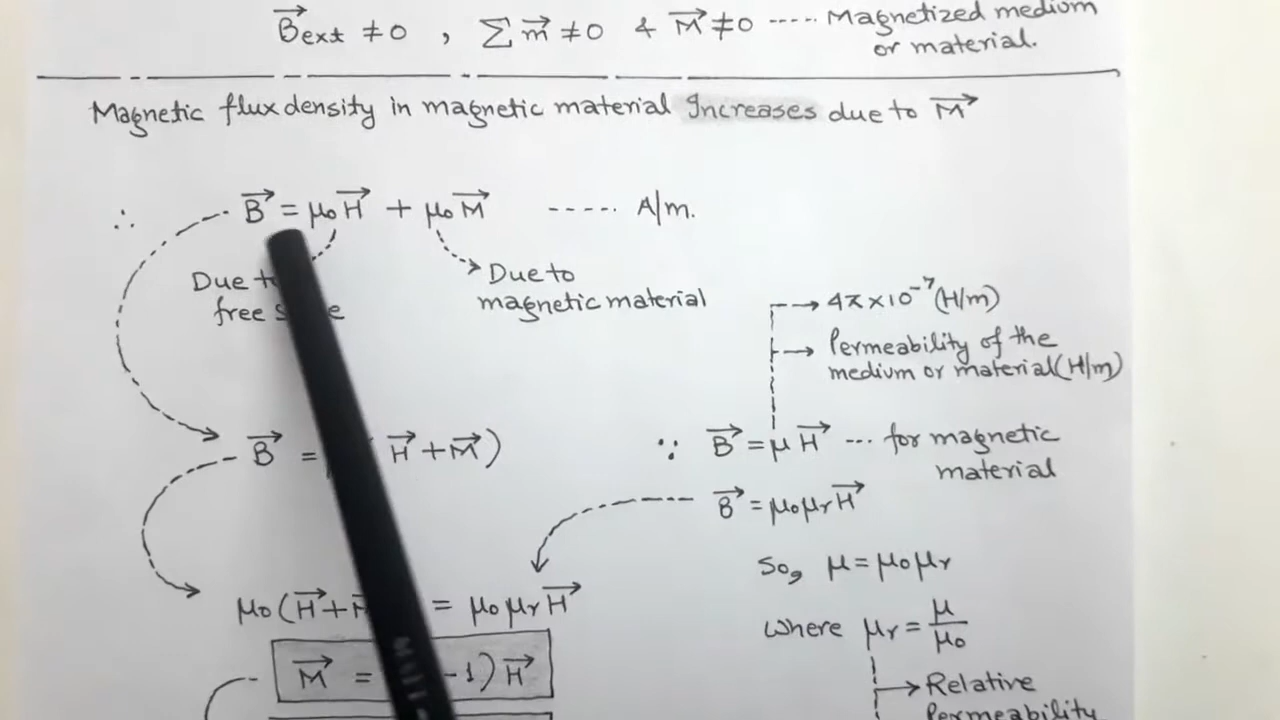 B⃗ext ≠ 0 , ∑ m⃗ ≠ 0 & M⃗ ≠ 0 ----- Magnetized medium
or material.
Magnetic flux density in magnetic material Increases due to M⃗
∴ B⃗ = μ₀H⃗ + μ₀M⃗ ----- A/m.
Due
free
Due to
magnetic material
4π×10⁻⁷ (H/m)
Permeability of the
medium or material (H/m)
B⃗ = H⃗ + M⃗)
∵ B⃗ = μH⃗ --- for magnetic
material
B⃗ = μ₀μrH⃗
μ₀(H⃗ + = μ₀μrH⃗
So, μ = μ₀μr
Where μr = μ/μ₀
M⃗ = -1) H⃗
Relative
Permeability